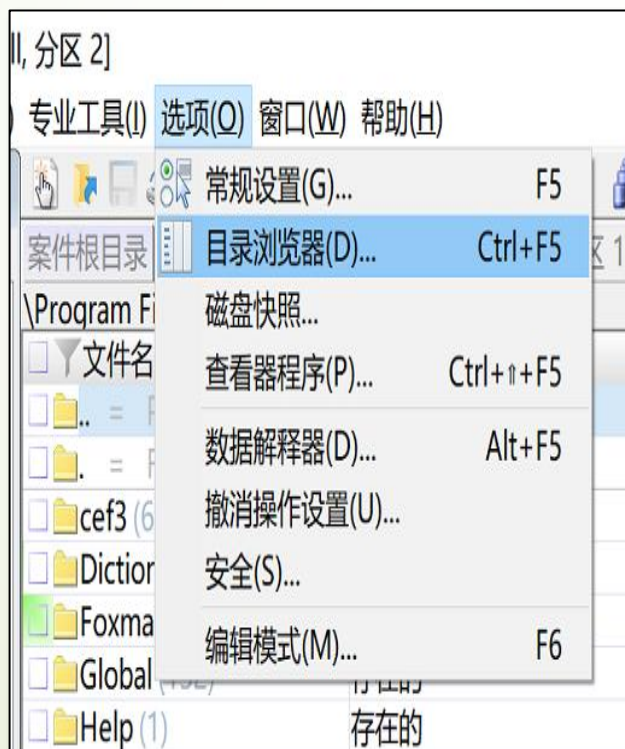 ll, 分区 2]
) 专业工具(I) 选项(O) 窗口(W) 帮助(H)
常规设置(G)... F5
案件根目录 目录浏览器(D)... Ctrl+F5 区 1
\Program Fi 磁盘快照...
文件名 查看器程序(P)... Ctrl+⇧+F5
.. =
数据解释器(D)... Alt+F5
. =
cef3 (6 撤消操作设置(U)...
Diction 安全(S)...
Foxma 编辑模式(M)... F6
Global
Help (1) 存在的